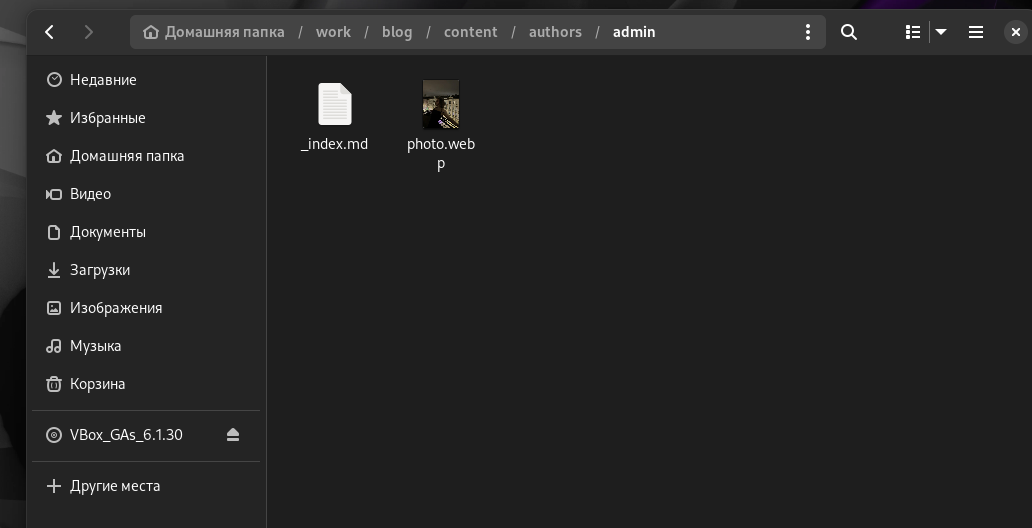 Домашняя папка / work / blog / content / authors / admin
Недавние
Избранные
Домашняя папка
Видео
Документы
Загрузки
Изображения
Музыка
Корзина
VBox_GAs_6.1.30
Другие места
_index.md
photo.web
p